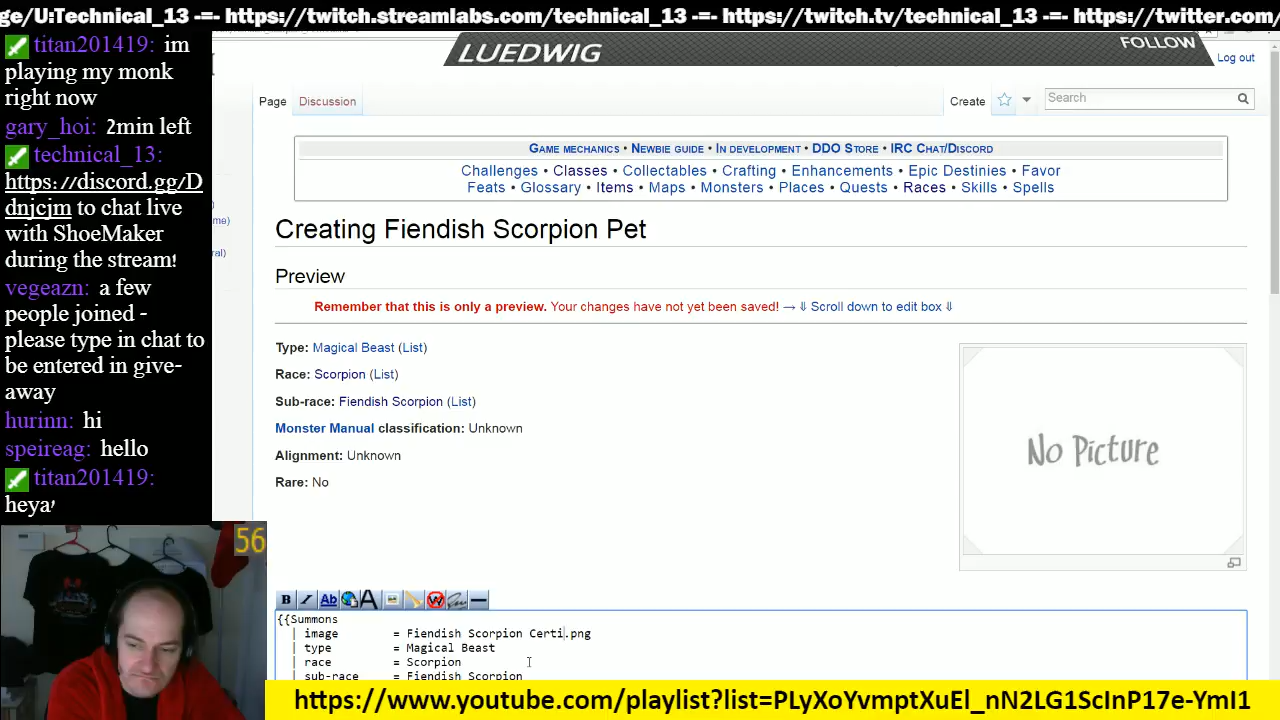 ge/U:Technical_13 -=- https://twitch.streamlabs.com/technical_13 -=- https://twitch.tv/technical_13 -=- https://twitter.com/
titan201419: im
playing my monk
right now
gary_hoi: 2min left
technical_13:
https://discord.gg/D
dnjcjm to chat live
with ShoeMaker
during the stream!
vegeazn: a few
people joined -
please type in chat to
be entered in give-
away
hurinn: hi
speireag: hello
titan201419:
heya'
56
me)
ral)
LUEDWIG
FOLLOW
Log out
Page Discussion Create Search
Game mechanics • Newbie guide • In development • DDO Store • IRC Chat/Discord
Challenges • Classes • Collectables • Crafting • Enhancements • Epic Destinies • Favor
Feats • Glossary • Items • Maps • Monsters • Places • Quests • Races • Skills • Spells
Creating Fiendish Scorpion Pet
Preview
Remember that this is only a preview. Your changes have not yet been saved! → ⇓ Scroll down to edit box ⇓
Type: Magical Beast (List)
Race: Scorpion (List)
Sub-race: Fiendish Scorpion (List)
Monster Manual classification: Unknown
Alignment: Unknown
Rare: No
No Picture
B I Ab A W
{{Summons
| image = Fiendish Scorpion Certi.png
| type = Magical Beast
| race = Scorpion
| sub-race = Fiendish Scorpion
https://www.youtube.com/playlist?list=PLyXoYvmptXuEl_nN2LG1ScInP17e-YmI1